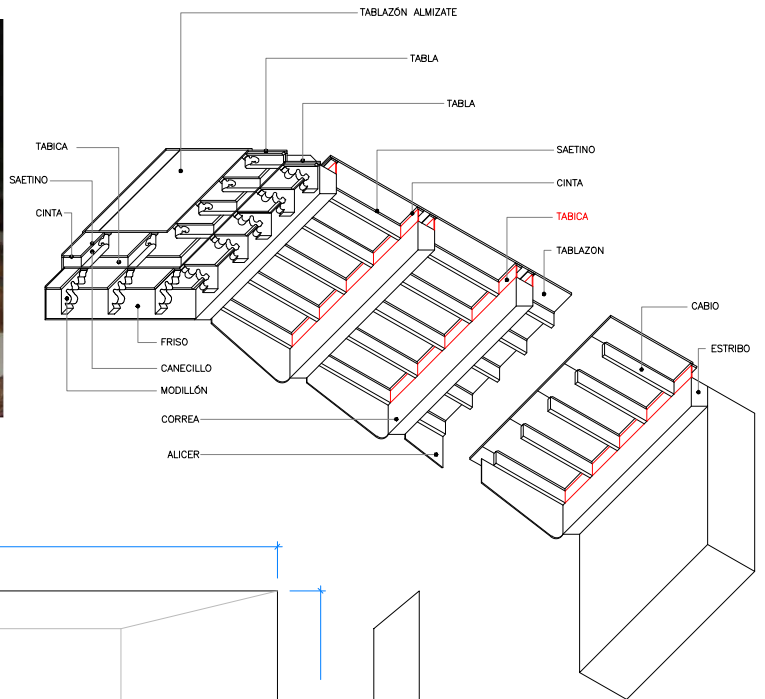 TABLAZÓN ALMIZATE
TABLA
TABLA
TABICA
SAETINO
SAETINO
CINTA
CINTA
TABICA
TABLAZON
CABIO
ESTRIBO
FRISO
CANECILLO
MODILLÓN
CORREA
ALICER